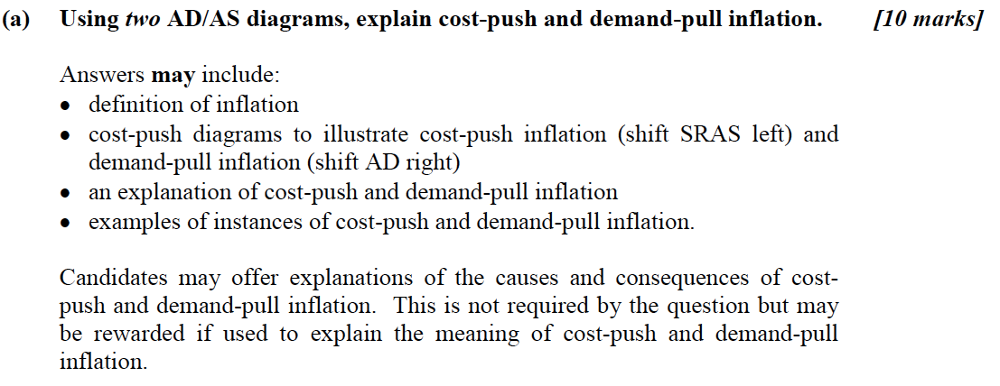 (a) Using two AD/AS diagrams, explain cost-push and demand-pull inflation. [10 marks]
Answers may include:
• definition of inflation
• cost-push diagrams to illustrate cost-push inflation (shift SRAS left) and
demand-pull inflation (shift AD right)
• an explanation of cost-push and demand-pull inflation
• examples of instances of cost-push and demand-pull inflation.
Candidates may offer explanations of the causes and consequences of cost-
push and demand-pull inflation. This is not required by the question but may
be rewarded if used to explain the meaning of cost-push and demand-pull
inflation.